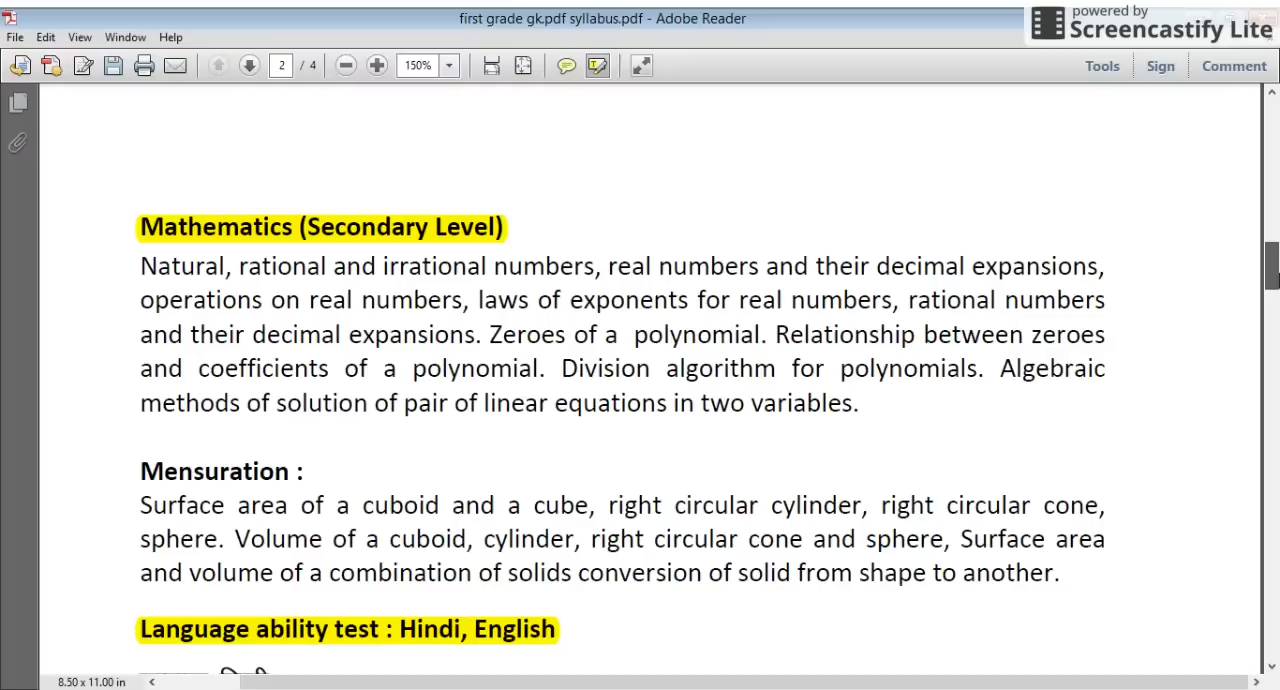 first grade gk.pdf syllabus.pdf - Adobe Reader
powered by
Screencastify Lite
File Edit View Window Help
2 / 4 150% Tools Sign Comment
Mathematics (Secondary Level)
Natural, rational and irrational numbers, real numbers and their decimal expansions,
operations on real numbers, laws of exponents for real numbers, rational numbers
and their decimal expansions. Zeroes of a polynomial. Relationship between zeroes
and coefficients of a polynomial. Division algorithm for polynomials. Algebraic
methods of solution of pair of linear equations in two variables.
Mensuration :
Surface area of a cuboid and a cube, right circular cylinder, right circular cone,
sphere. Volume of a cuboid, cylinder, right circular cone and sphere, Surface area
and volume of a combination of solids conversion of solid from shape to another.
Language ability test : Hindi, English
8.50 x 11.00 in